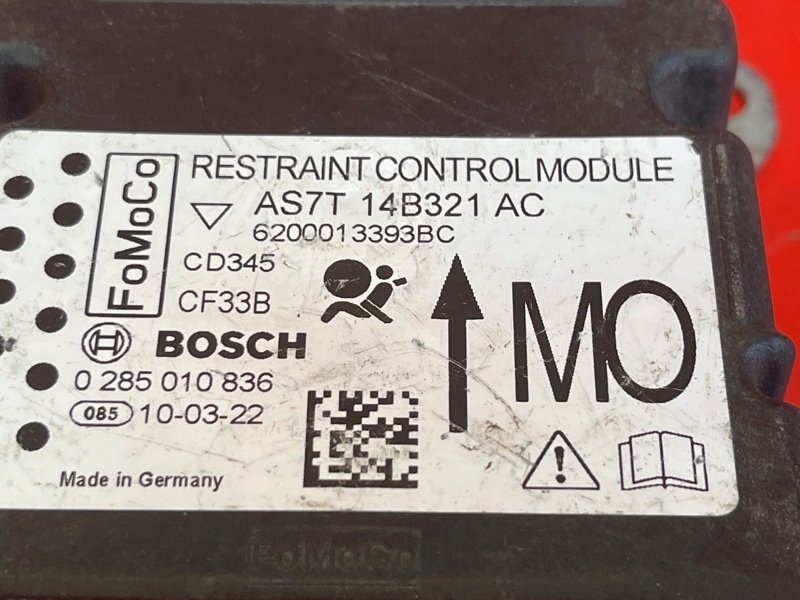 FoMoCo
RESTRAINT CONTROL MODULE
AS7T 14B321 AC
6200013393BC
CD345
CF33B
MO
BOSCH
0 285 010 836
085 10-03-22
Made in Germany
FoMoCo